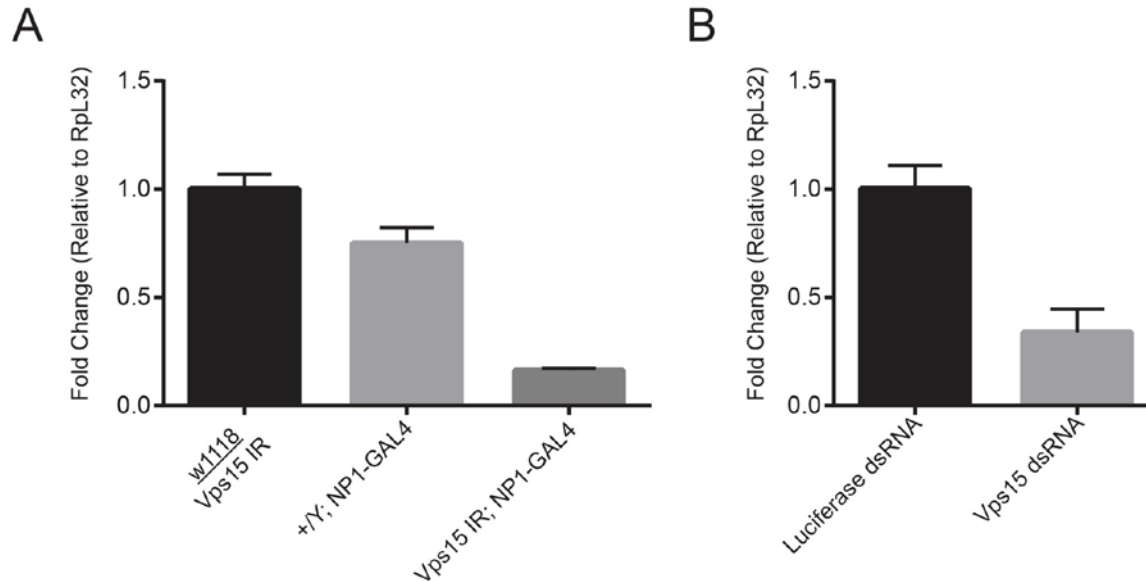 A
Fold Change (Relative to RpL32)
1.5
1.0
0.5
0.0
w1118
Vps15 IR
+/Y; NP1-GAL4
Vps15 IR; NP1-GAL4
B
Fold Change (Relative to RpL32)
1.5
1.0
0.5
0.0
Luciferase dsRNA
Vps15 dsRNA